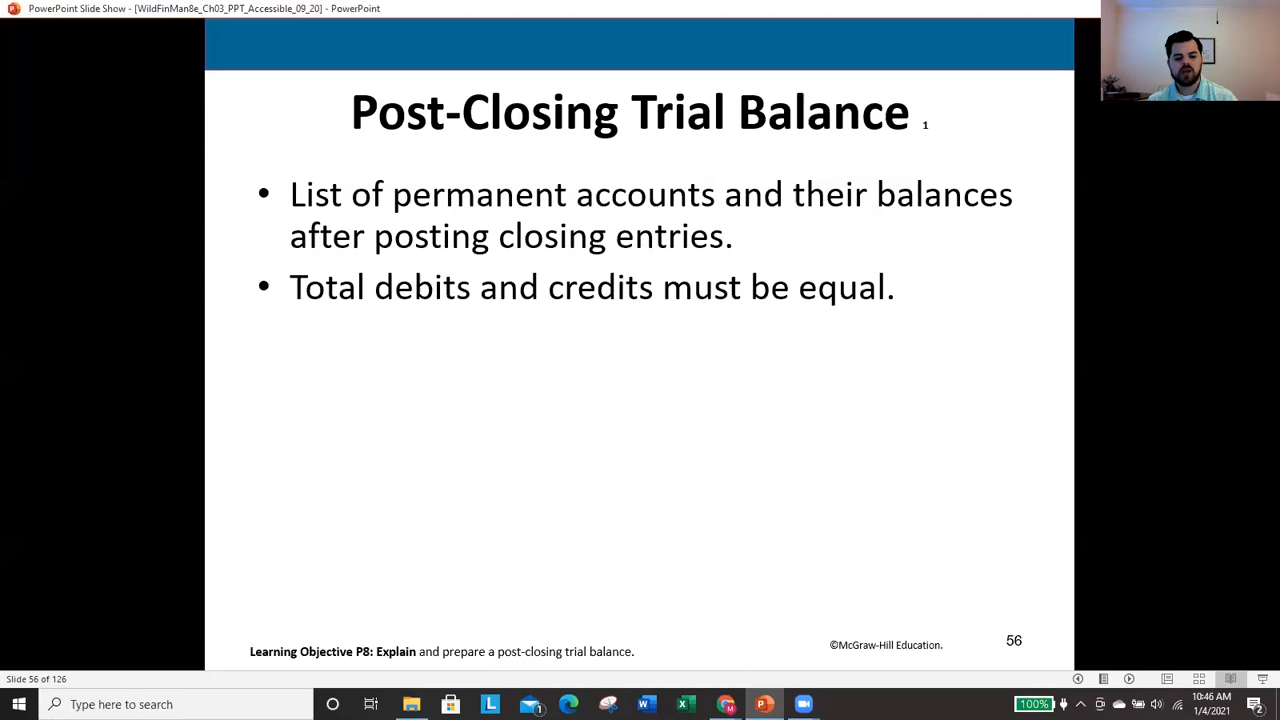 PowerPoint Slide Show - [WildFinMan8e_Ch03_PPT_Accessible_09_20] - PowerPoint
Post-Closing Trial Balance 1
• List of permanent accounts and their balances
after posting closing entries.
• Total debits and credits must be equal.
Learning Objective P8: Explain and prepare a post-closing trial balance.
©McGraw-Hill Education.
56
Slide 56 of 126
Type here to search
100%
10:46 AM
1/4/2021